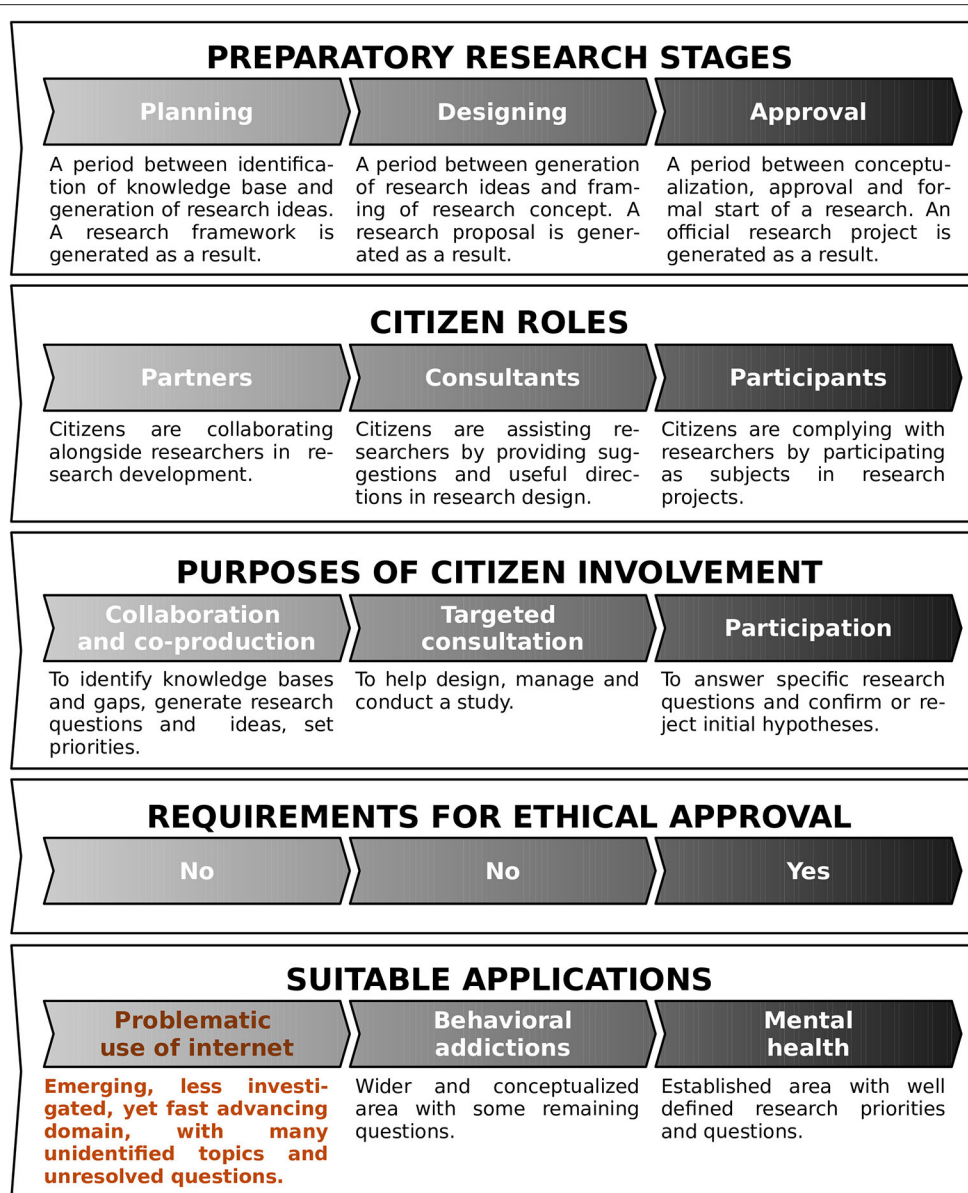 PREPARATORY RESEARCH STAGES
Planning
Designing
Approval
A period between identifica-
tion of knowledge base and
generation of research ideas.
A research framework is
generated as a result.
A period between generation
of research ideas and fram-
ing of research concept. A
research proposal is gener-
ated as a result.
A period between conceptu-
alization, approval and for-
mal start of a research. An
official research project is
generated as a result.
CITIZEN ROLES
Partners
Consultants
Participants
Citizens are collaborating
alongside researchers in re-
search development.
Citizens are assisting re-
searchers by providing sug-
gestions and useful direc-
tions in research design.
Citizens are complying with
researchers by participating
as subjects in research
projects.
PURPOSES OF CITIZEN INVOLVEMENT
Collaboration
and co-production
Targeted
consultation
Participation
To identify knowledge bases
and gaps, generate research
questions and ideas, set
priorities.
To help design, manage and
conduct a study.
To answer specific research
questions and confirm or re-
ject initial hypotheses.
REQUIREMENTS FOR ETHICAL APPROVAL
No
No
Yes
SUITABLE APPLICATIONS
Problematic
use of internet
Behavioral
addictions
Mental
health
Emerging, less investi-
gated, yet fast advancing
domain, with many
unidentified topics and
unresolved questions.
Wider and conceptualized
area with some remaining
questions.
Established area with well
defined research priorities
and questions.